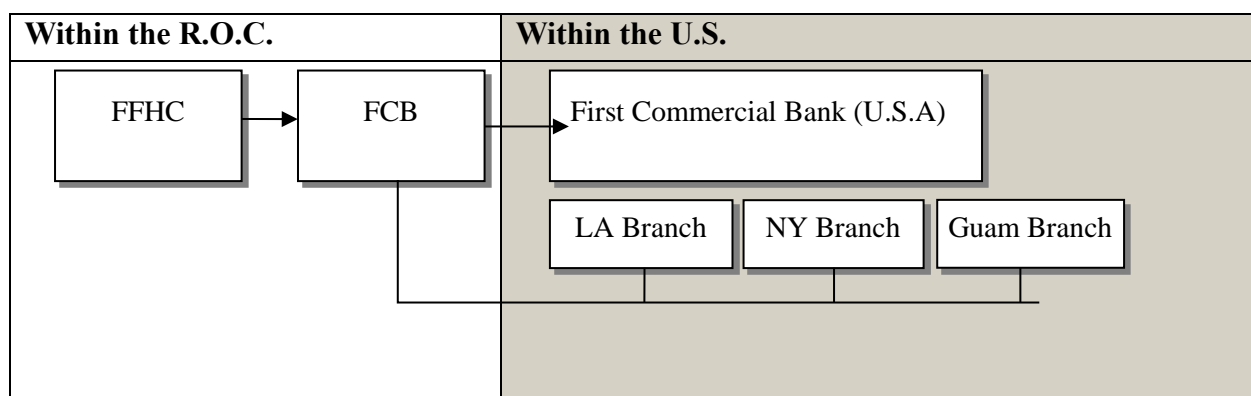 Within the R.O.C.
Within the U.S.
FFHC
FCB
First Commercial Bank (U.S.A)
LA Branch
NY Branch
Guam Branch